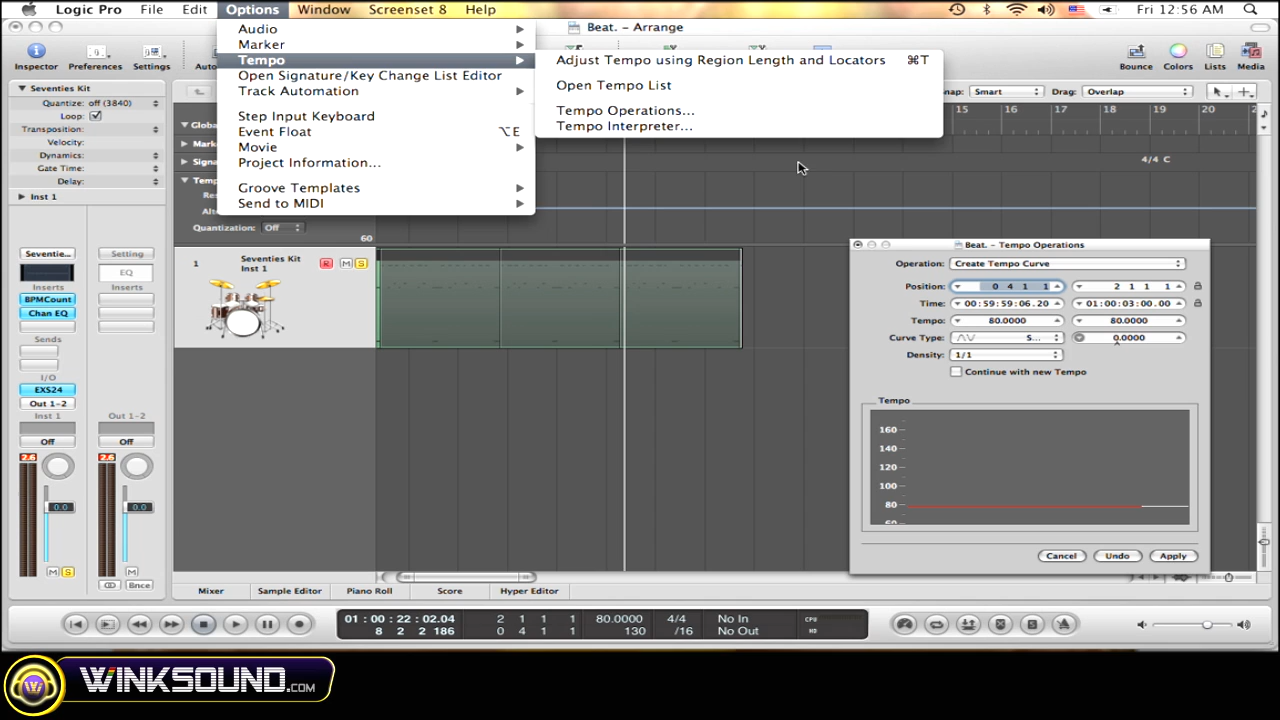 Logic Pro File Edit Options Window Screenset 8 Help Fri 12:56 AM
Beat. - Arrange
Inspector Preferences Settings Auto Bounce Colors Lists Media
Audio
Marker
Tempo
Open Signature/Key Change List Editor
Track Automation
Step Input Keyboard
Event Float ⌥E
Movie
Project Information...
Groove Templates
Send to MIDI
Adjust Tempo using Region Length and Locators ⌘T
Open Tempo List
Tempo Operations...
Tempo Interpreter...
Snap: Smart Drag: Overlap
15 16 17 18 19 20
4/4 C
Seventies Kit
Quantize: off (3840)
Loop:
Transposition:
Velocity:
Dynamics:
Gate Time:
Delay:
Inst 1
Global
Mark
Signa
Temp
Res
Alte
Quantization: Off
60
1 Seventies Kit
Inst 1
R M S
Seventie... Setting
EQ
Inserts Inserts
BPMCount
Chan EQ
Sends
I/O
EXS24
Out 1-2
Inst 1 Out 1-2
Off Off
2.6 2.6
0.0 0.0
M S M
Bnce
Beat. - Tempo Operations
Operation: Create Tempo Curve
Position: 0 4 1 1 2 1 1 1
Time: 00:59:59:06.20 01:00:03:00.00
Tempo: 80.0000 80.0000
Curve Type: S... 0.0000
Density: 1/1
Continue with new Tempo
Tempo
160
140
120
100
80
60
Cancel Undo Apply
Mixer Sample Editor Piano Roll Score Hyper Editor
01 : 00 : 22 : 02.04 2 1 1 1 80.0000 4/4 No In CPU
8 2 2 186 0 4 1 1 130 /16 No Out HD
W WINKSOUND.COM